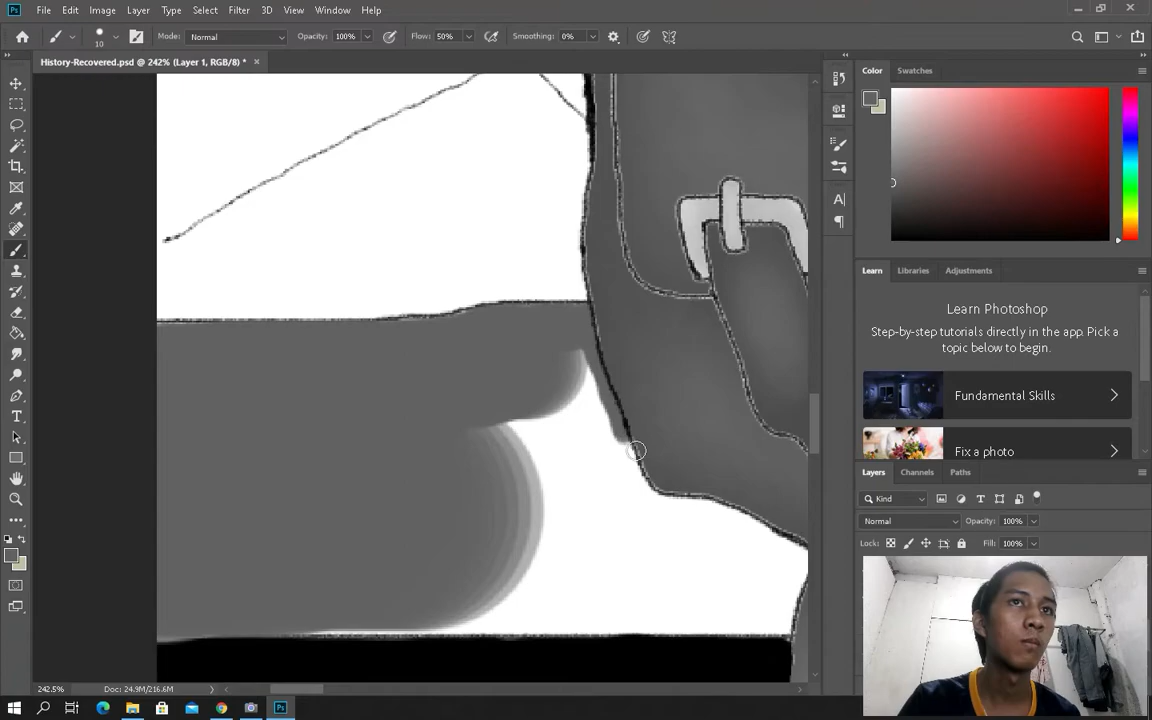 Ps File Edit Image Layer Type Select Filter 3D View Window Help
10 Mode: Normal Opacity: 100% Flow: 50% Smoothing: 0%
History-Recovered.psd @ 242% (Layer 1, RGB/8) * ×
Color Swatches
Learn Libraries Adjustments
Learn Photoshop
Step-by-step tutorials directly in the app. Pick a
topic below to begin.
Fundamental Skills
Fix a photo
Layers Channels Paths
Kind
Normal Opacity: 100%
Lock: Fill: 100%
242.5% Doc: 24.9M/216.6M
Ps